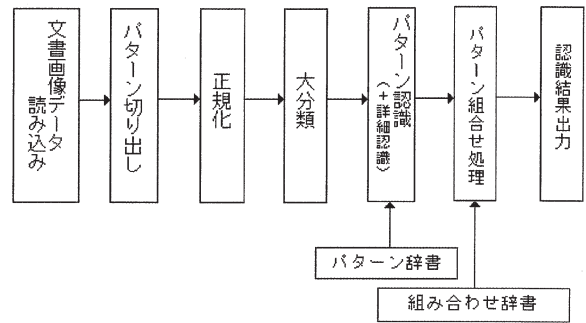 文書画像データ
読み込み
パターン切り出し
正規化
大分類
パターン認識
(+詳細認識)
パターン組合せ処理
認識結果出力
パターン辞書
組み合わせ辞書